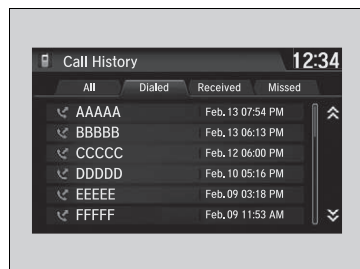 Call History 12:34
All Dialed Received Missed
AAAAA Feb. 13 07:54 PM
BBBBB Feb. 13 06:13 PM
CCCCC Feb. 12 06:00 PM
DDDDD Feb. 10 05:16 PM
EEEEE Feb. 09 03:18 PM
FFFFF Feb. 09 11:53 AM